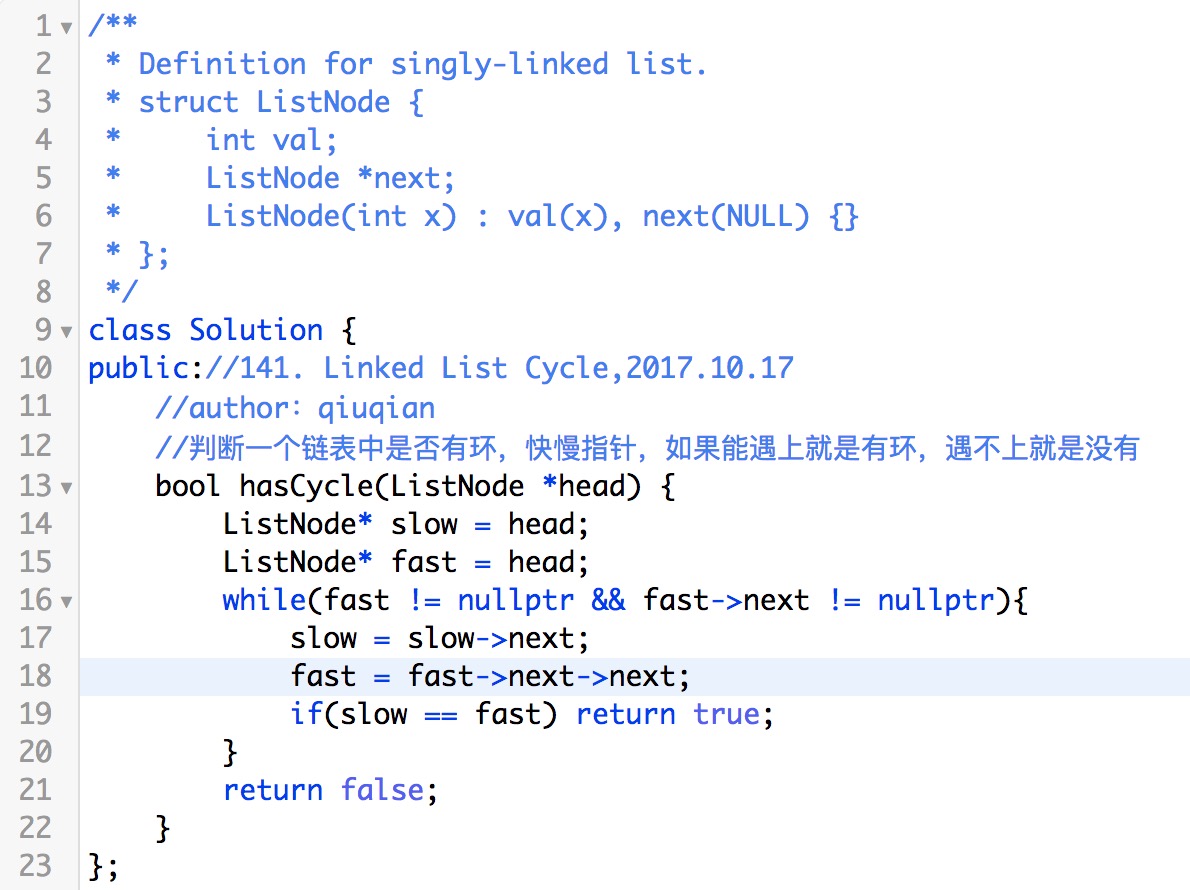 1 /**
2  * Definition for singly-linked list.
3  * struct ListNode {
4  *     int val;
5  *     ListNode *next;
6  *     ListNode(int x) : val(x), next(NULL) {}
7  * };
8  */
9 class Solution {
10 public://141. Linked List Cycle,2017.10.17
11     //author：qiuqian
12     //判断一个链表中是否有环，快慢指针，如果能遇上就是有环，遇不上就是没有
13     bool hasCycle(ListNode *head) {
14         ListNode* slow = head;
15         ListNode* fast = head;
16         while(fast != nullptr && fast->next != nullptr){
17             slow = slow->next;
18             fast = fast->next->next;
19             if(slow == fast) return true;
20         }
21         return false;
22     }
23 };